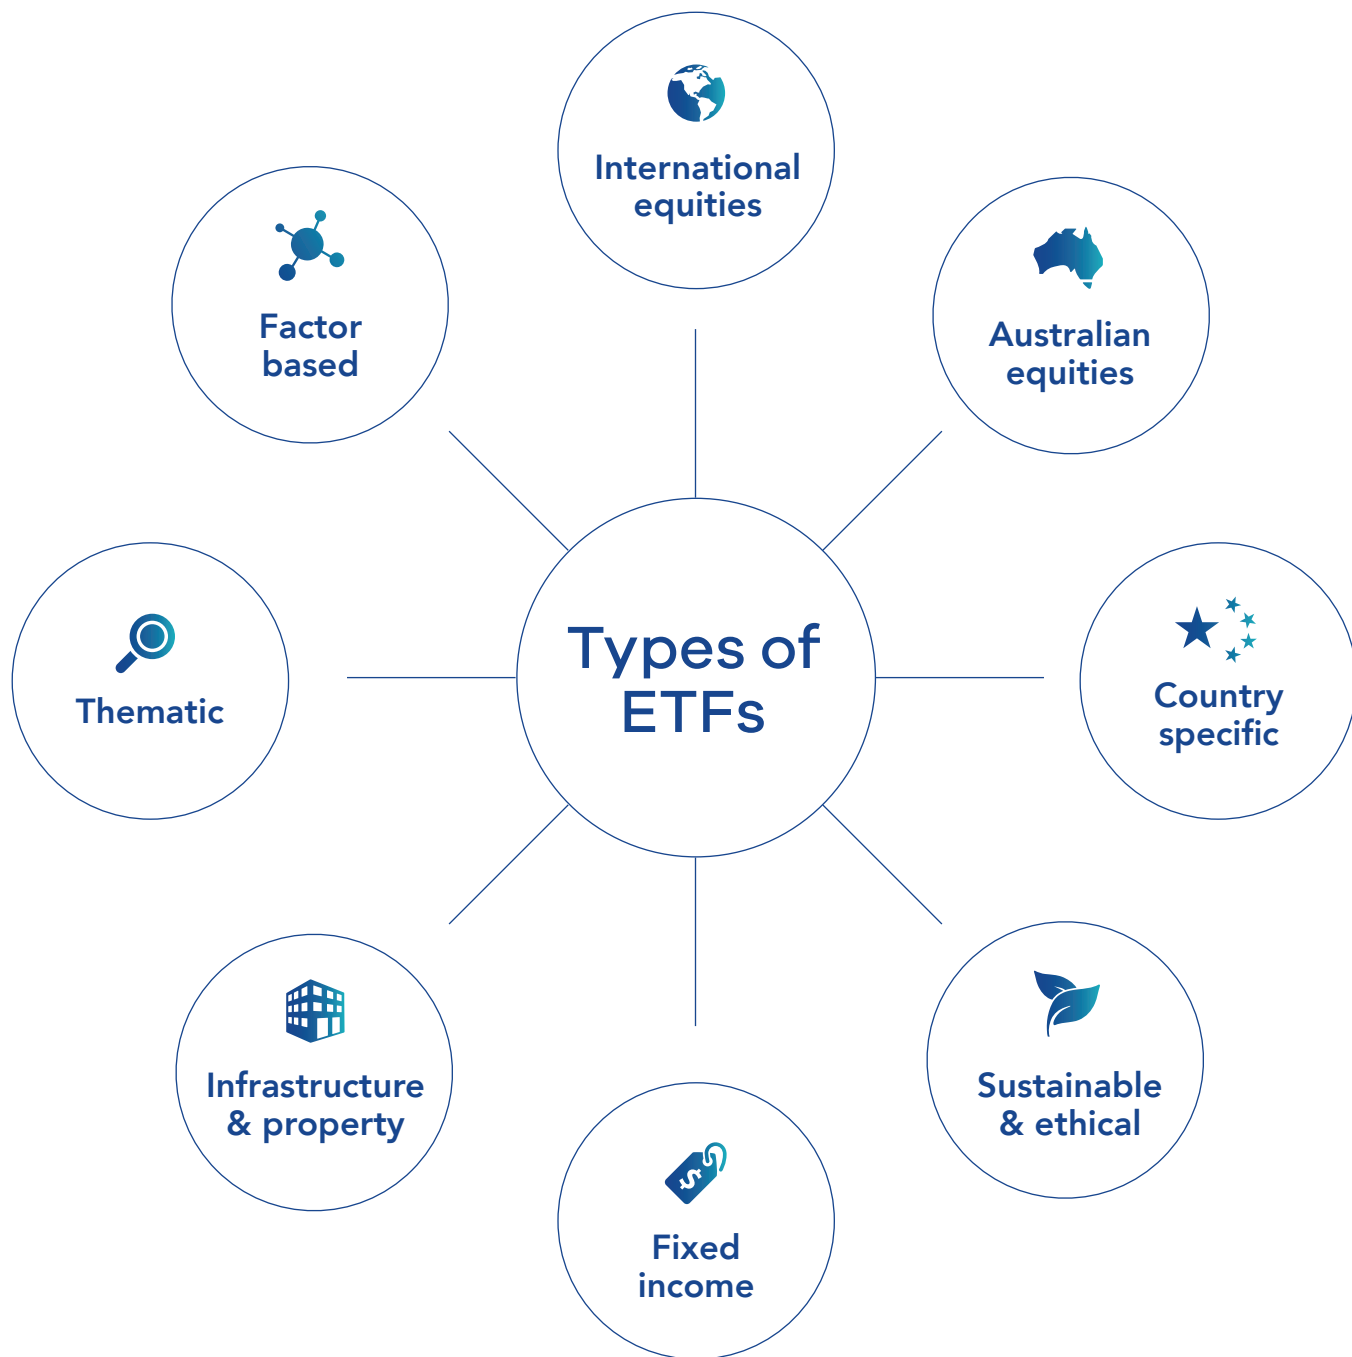 International
equities
Factor
based
Australian
equities
Types of
ETFs
Thematic
Country
specific
Infrastructure
& property
Sustainable
& ethical
$
Fixed
income